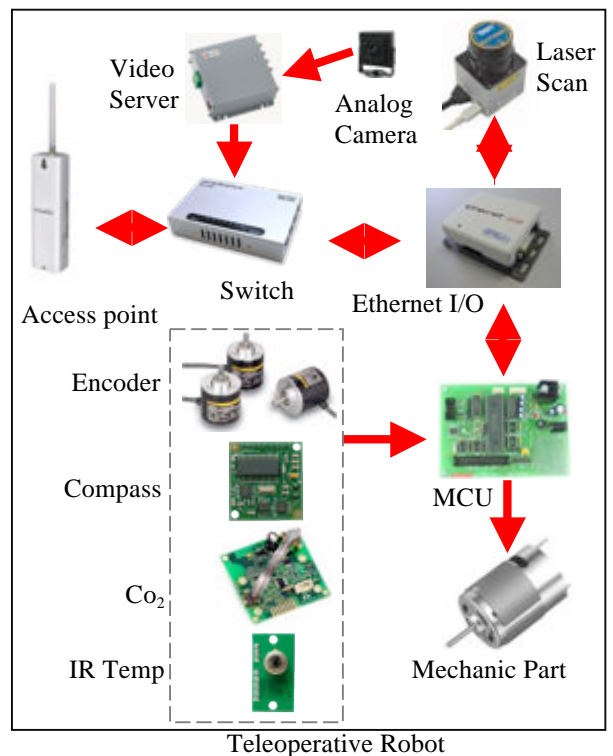 Video
Server
Analog
Camera
Laser
Scan
Switch
Ethernet I/O
Access point
Encoder
Compass
MCU
Co2
IR Temp
Mechanic Part
Teleoperative Robot